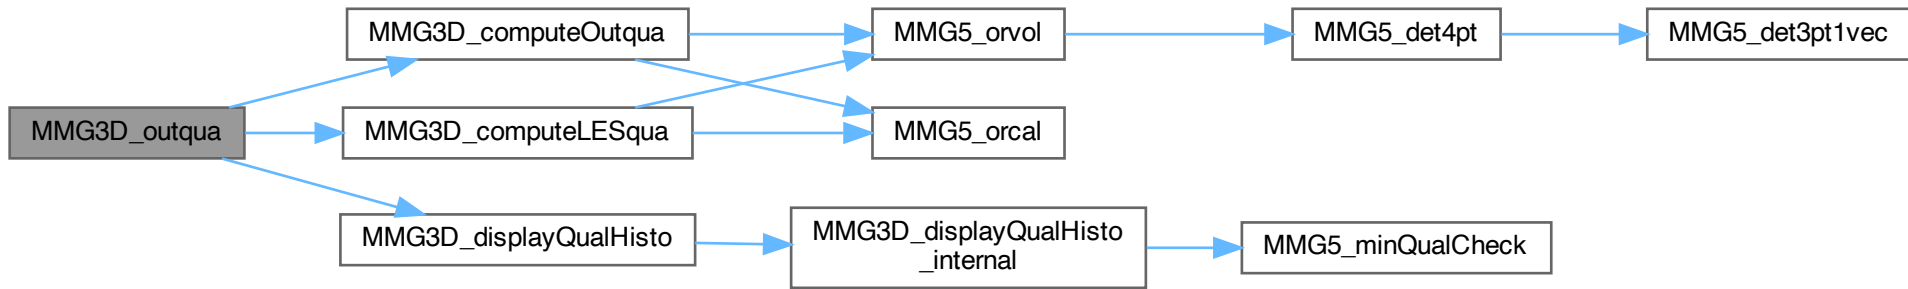 MMG3D_outqua
MMG3D_computeOutqua
MMG3D_computeLESqua
MMG3D_displayQualHisto
MMG5_orvol
MMG5_orcal
MMG3D_displayQualHisto
_internal
MMG5_det4pt
MMG5_minQualCheck
MMG5_det3pt1vec